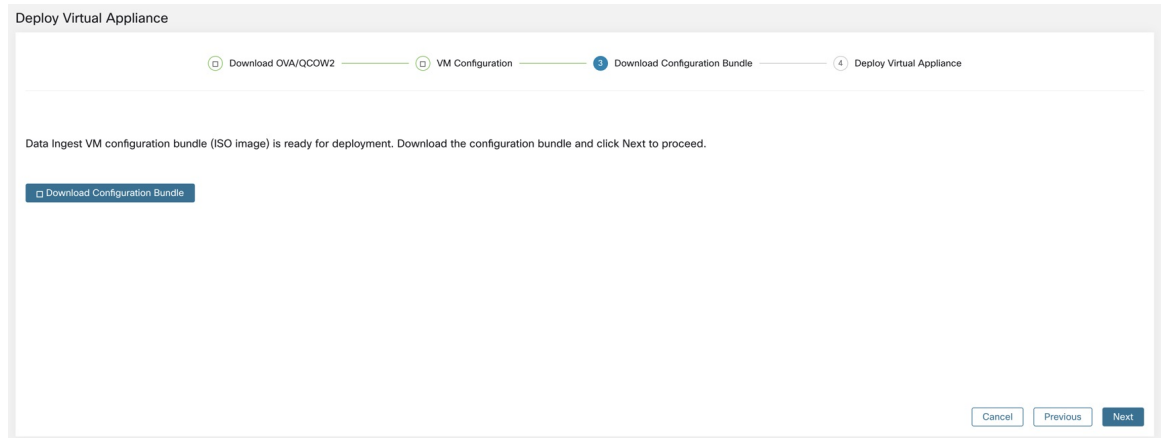 Deploy Virtual Appliance
Download OVA/QCOW2
VM Configuration
3 Download Configuration Bundle
4 Deploy Virtual Appliance
Data Ingest VM configuration bundle (ISO image) is ready for deployment. Download the configuration bundle and click Next to proceed.
Download Configuration Bundle
Cancel
Previous
Next